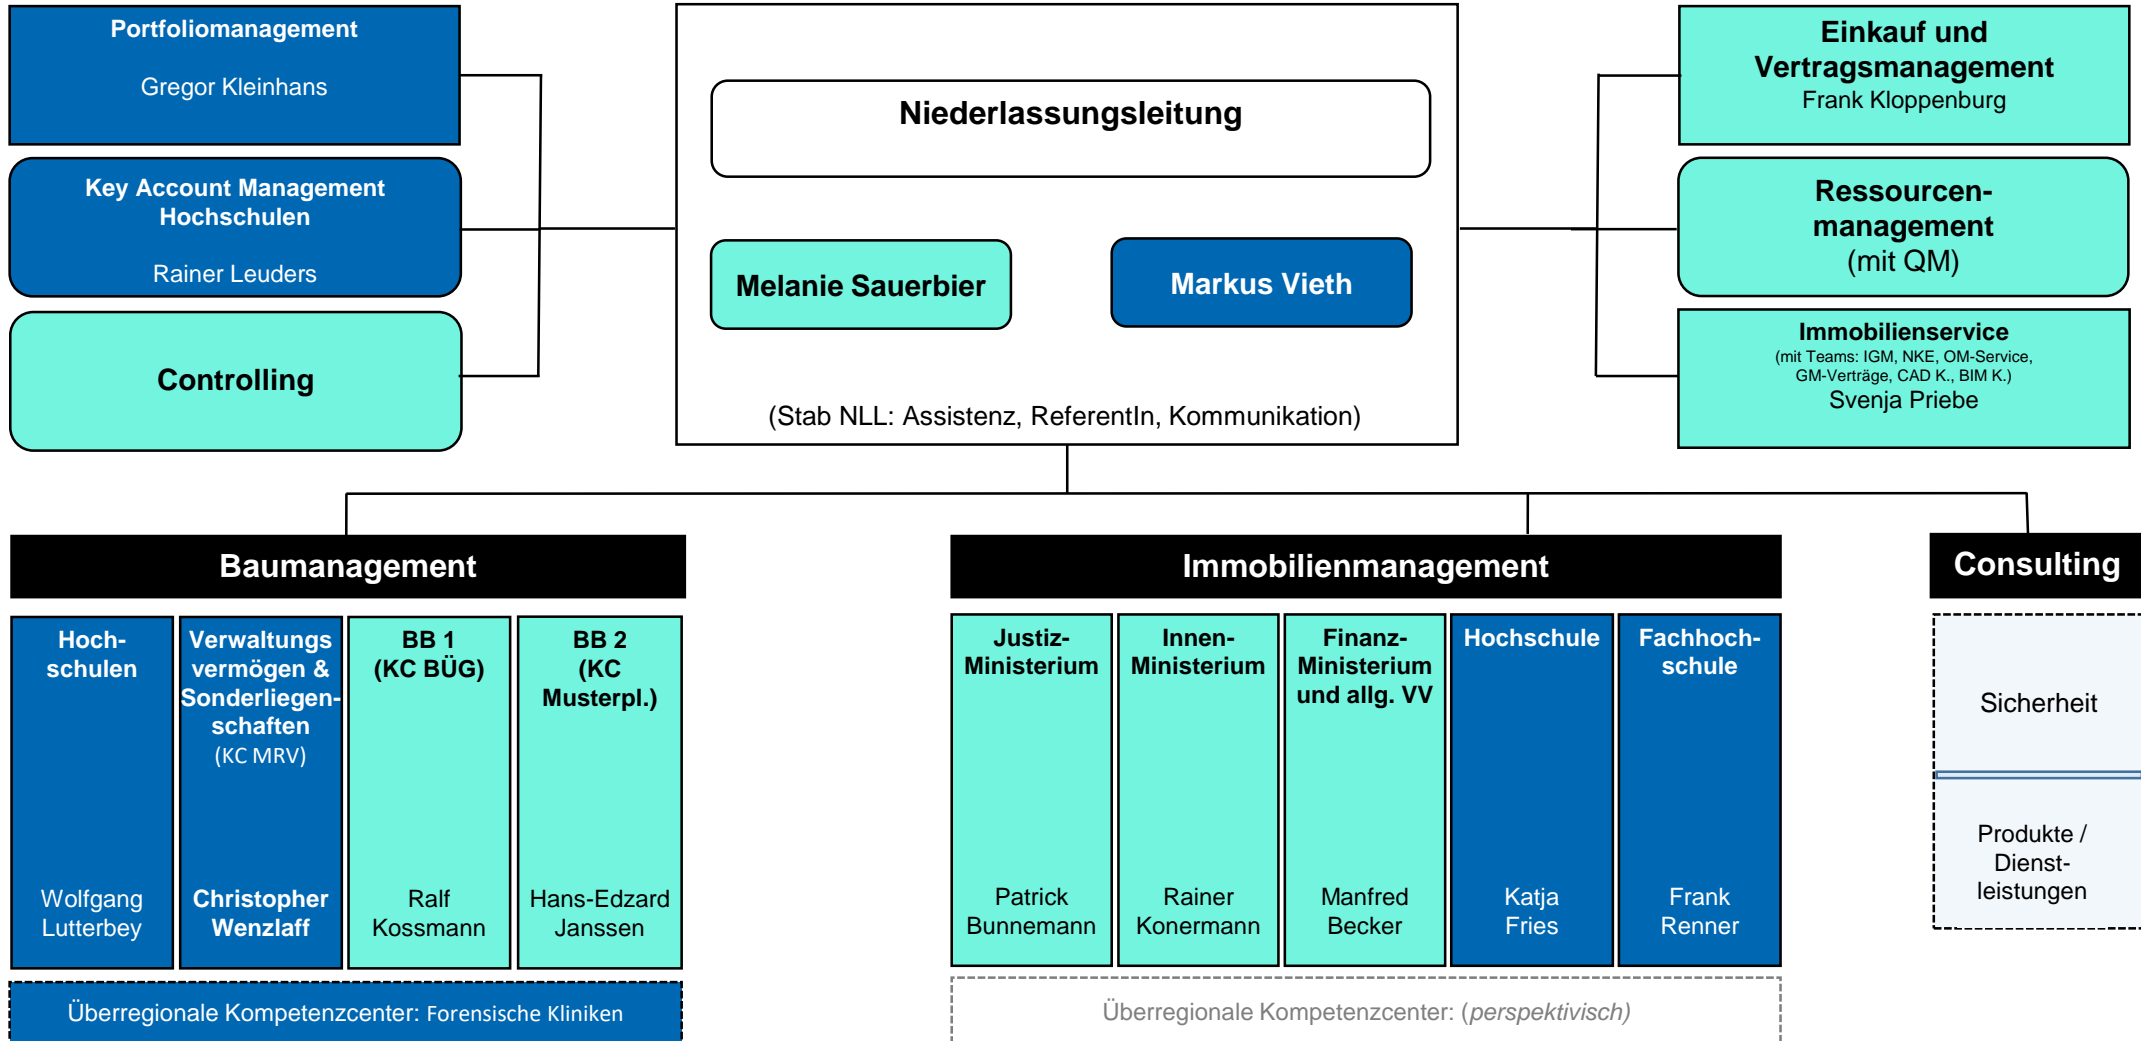 Portfoliomanagement
Gregor Kleinhans
Key Account Management
Hochschulen
Rainer Leuders
Controlling
Niederlassungsleitung
Melanie Sauerbier
Markus Vieth
(Stab NLL: Assistenz, ReferentIn, Kommunikation)
Einkauf und
Vertragsmanagement
Frank Kloppenburg
Ressourcen-
management
(mit QM)
Immobilienservice
(mit Teams: IGM, NKE, OM-Service,
GM-Verträge, CAD K., BIM K.)
Svenja Priebe
Baumanagement
Hoch-
schulen
Wolfgang
Lutterbey
Verwaltungs
vermögen &
Sonderliegen-
schaften
(KC MRV)
Christopher
Wenzlaff
BB 1
(KC BÜG)
Ralf
Kossmann
BB 2
(KC
Musterpl.)
Hans-Edzard
Janssen
Überregionale Kompetenzcenter: Forensische Kliniken
Immobilienmanagement
Justiz-
Ministerium
Patrick
Bunnemann
Innen-
Ministerium
Rainer
Konermann
Finanz-
Ministerium
und allg. VV
Manfred
Becker
Hochschule
Katja
Fries
Fachhoch-
schule
Frank
Renner
Überregionale Kompetenzcenter: (perspektivisch)
Consulting
Sicherheit
Produkte /
Dienst-
leistungen